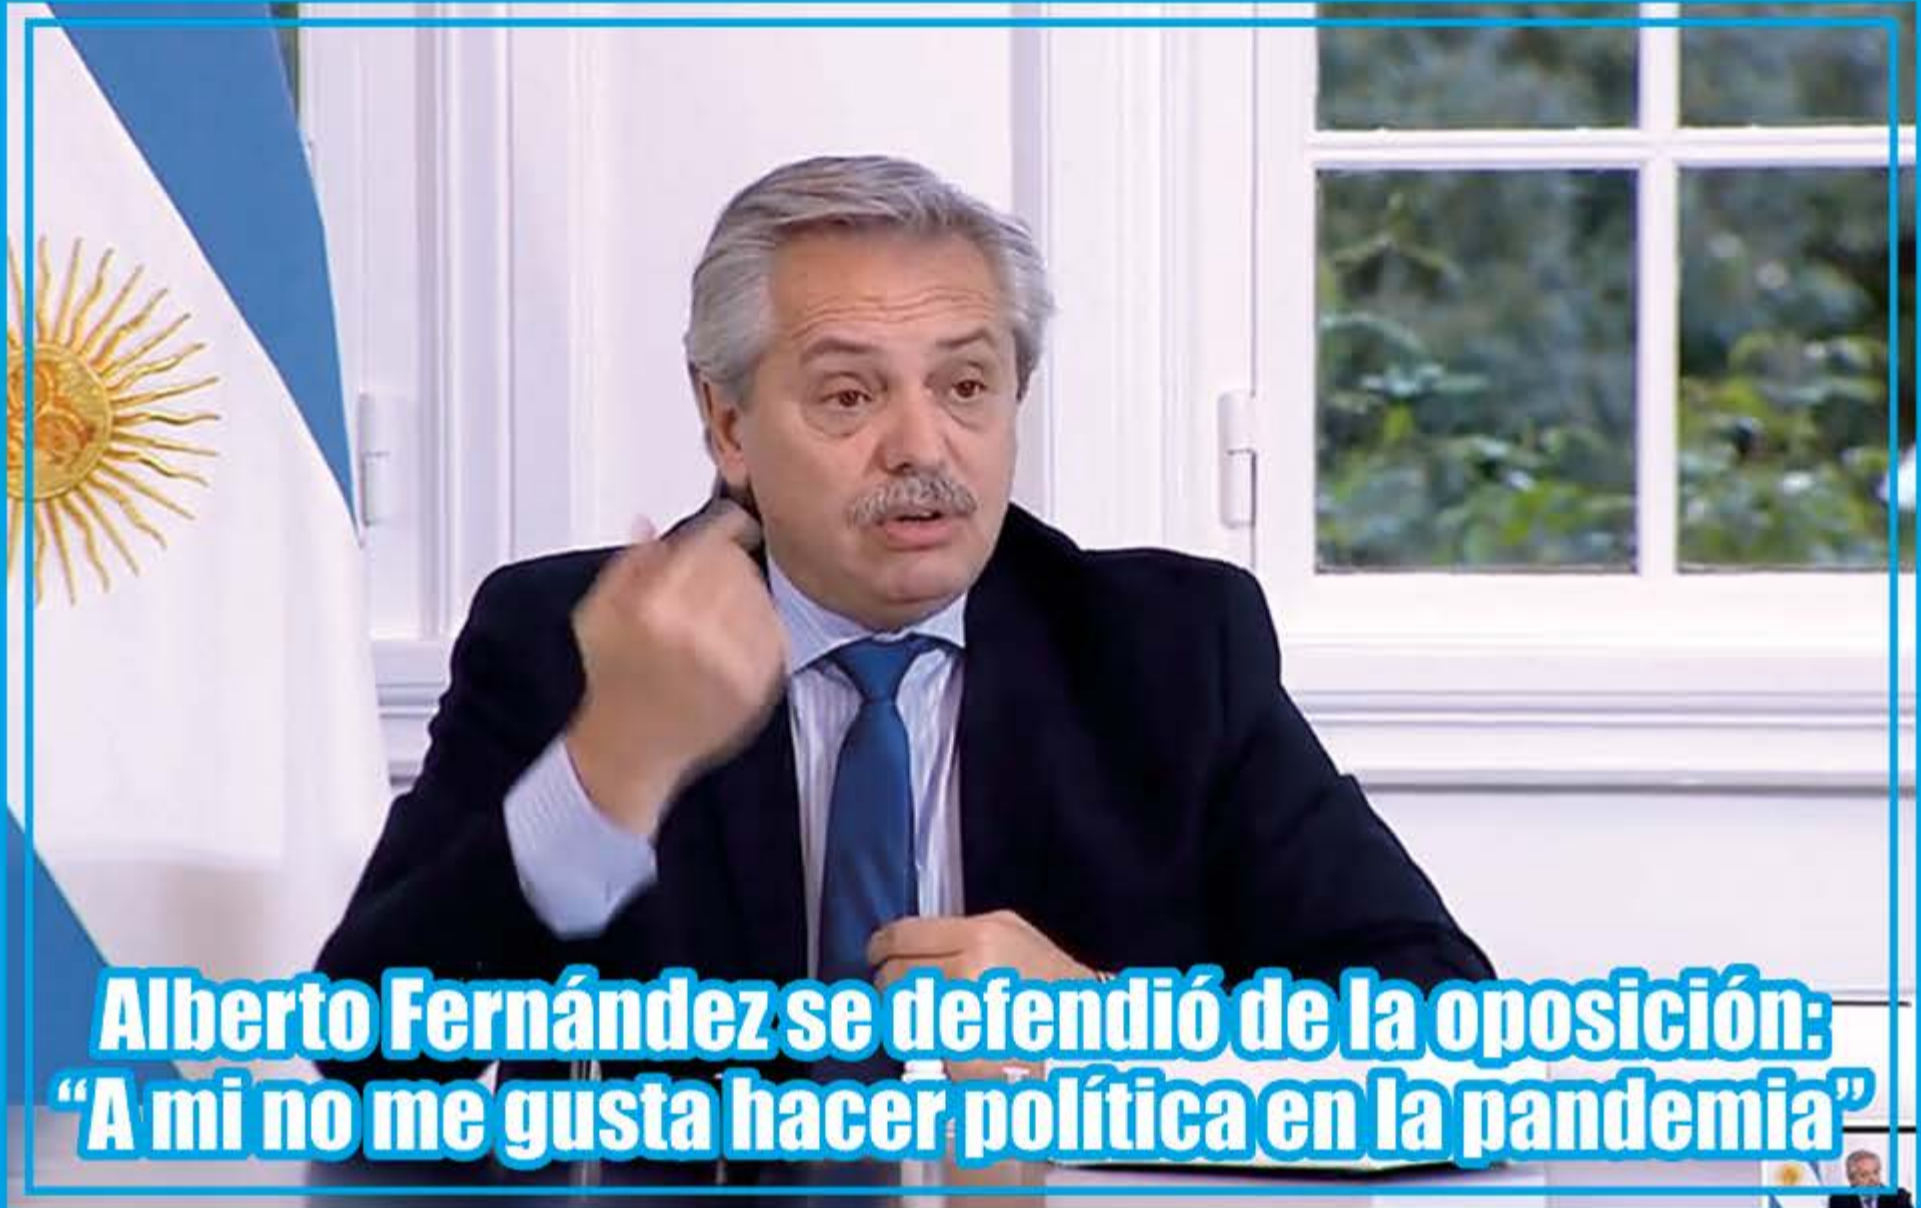 Alberto Fernández se defendió de la oposición:
“A mi no me gusta hacer política en la pandemia”